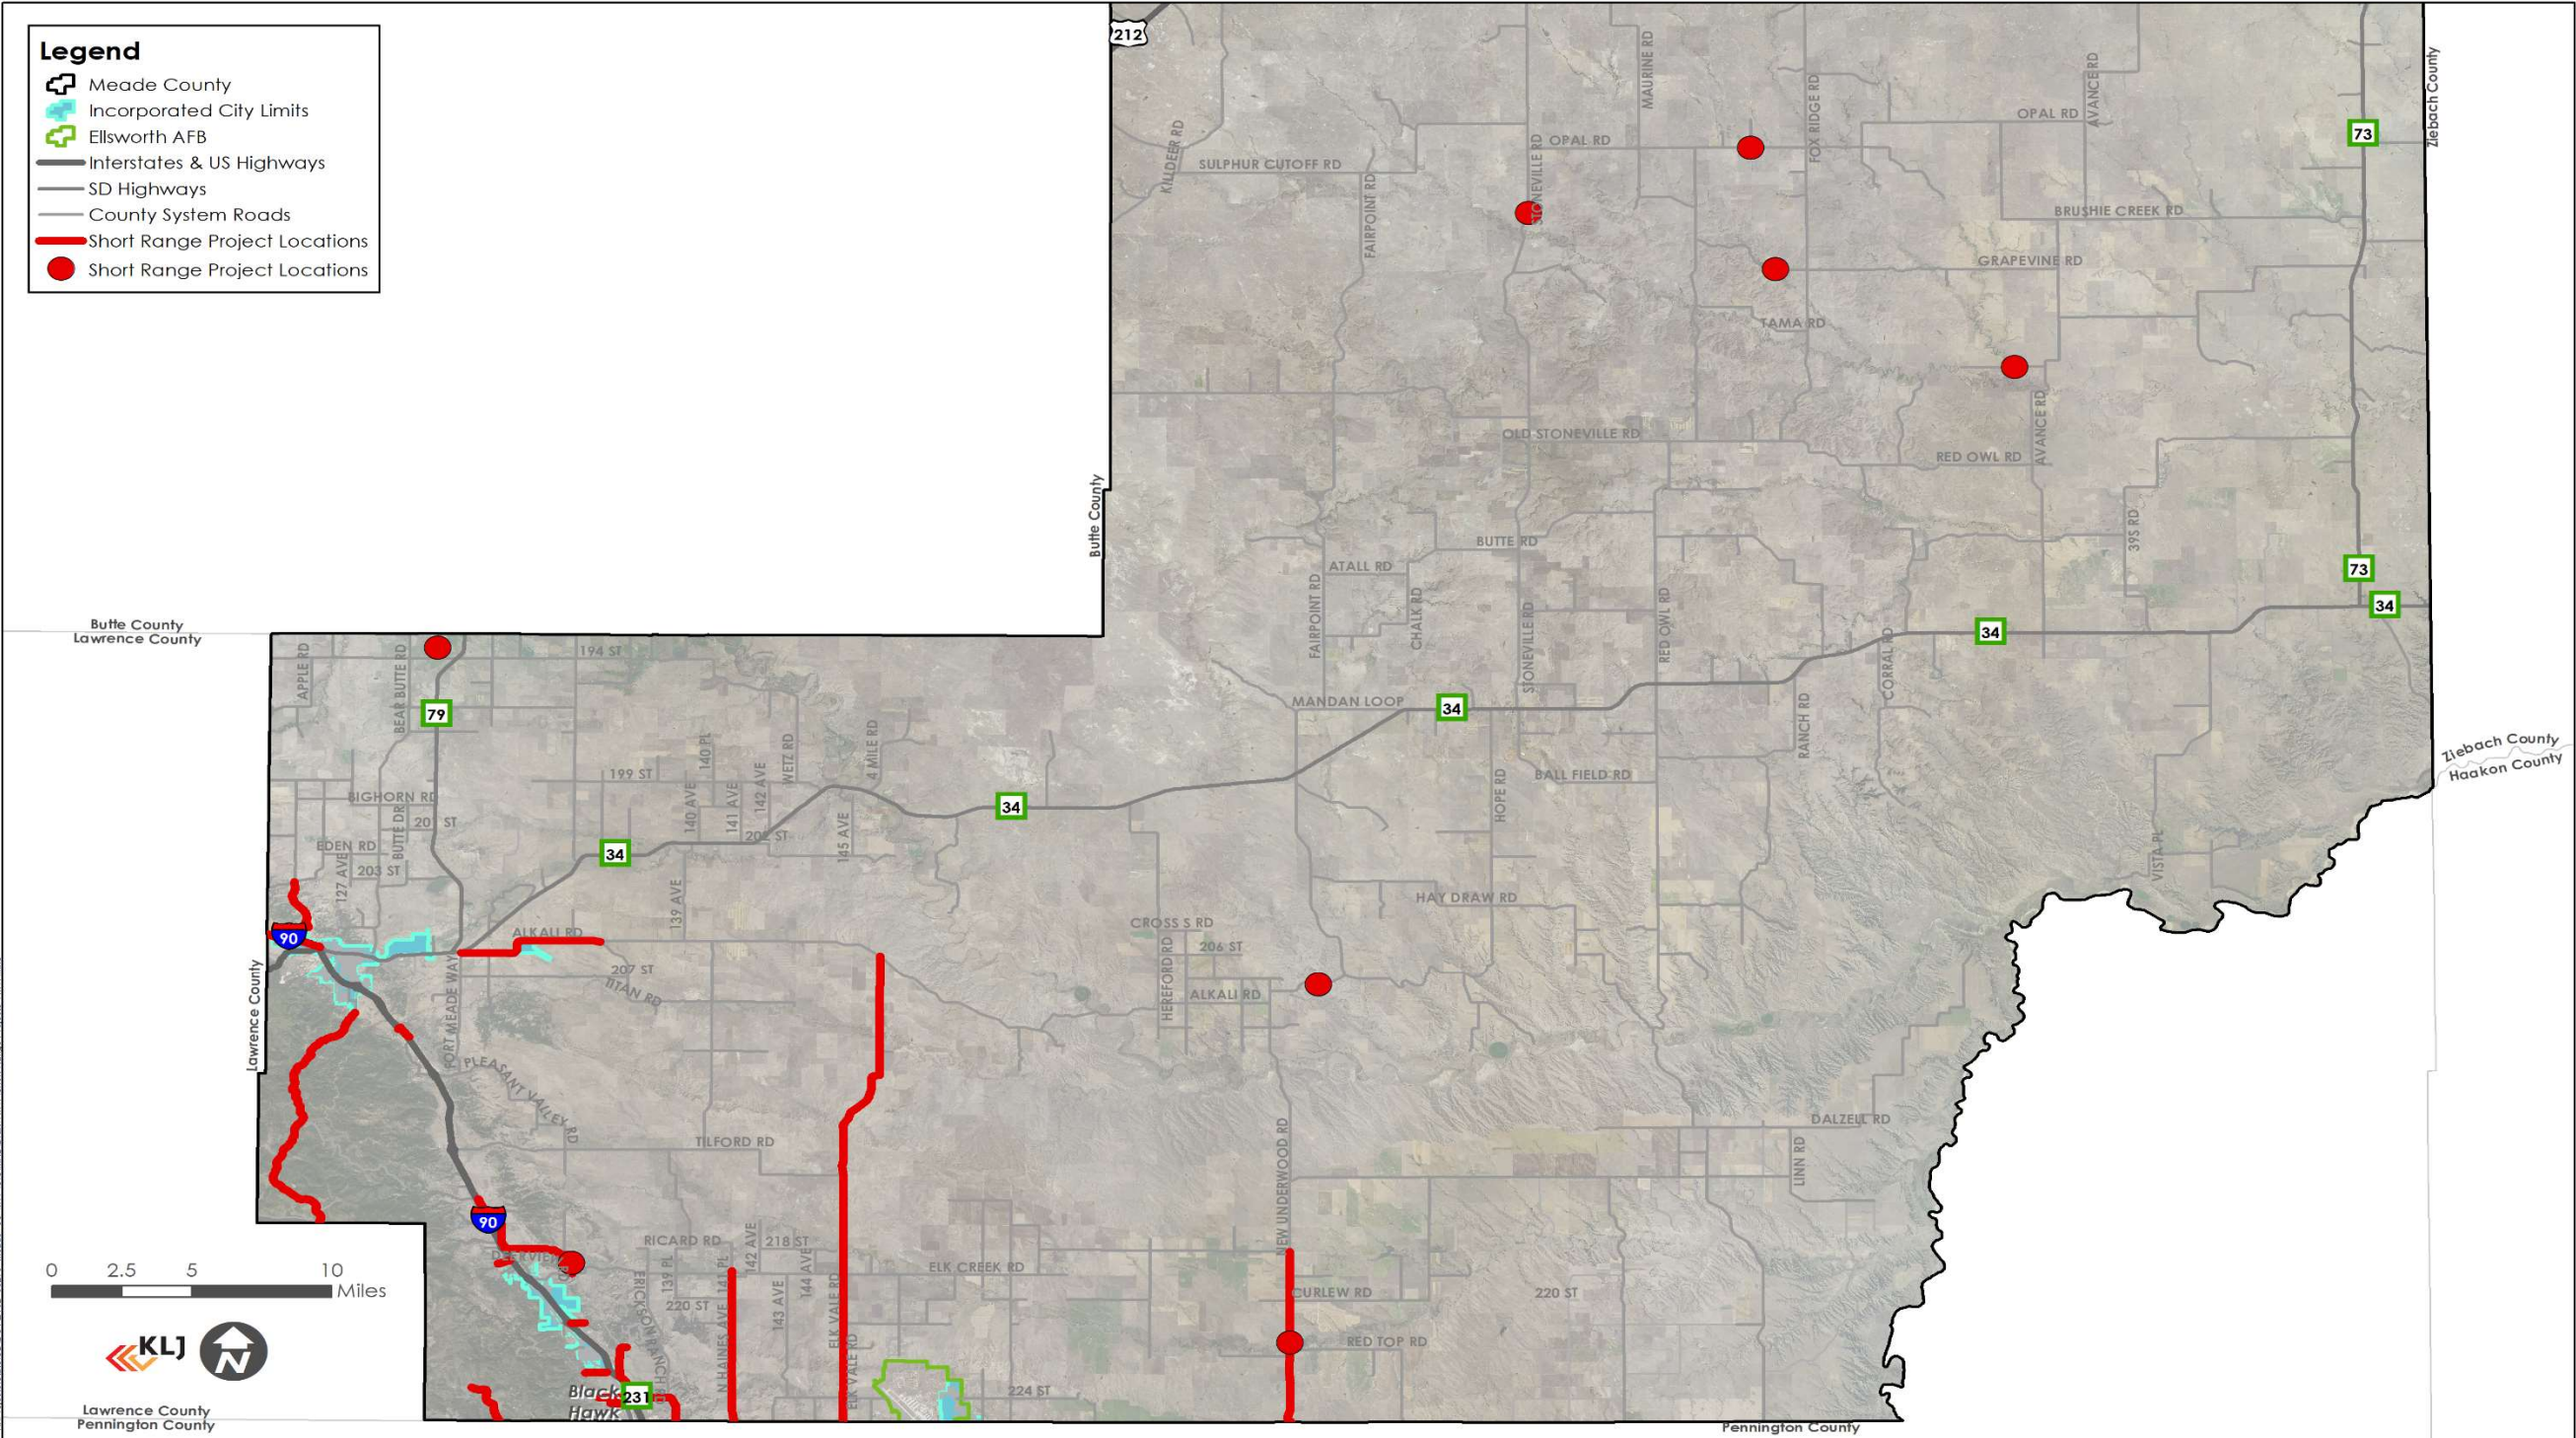 Legend
Meade County
Incorporated City Limits
Ellsworth AFB
Interstates & US Highways
SD Highways
County System Roads
Short Range Project Locations
Short Range Project Locations
212
KILLDEER RD
SULPHUR CUTOFF RD
FAIRPOINT RD
STONEVILLE RD
OPAL RD
MAURINE RD
FOX RIDGE RD
OPAL RD
AVANCE RD
73
Ziebach County
BRUSHIE CREEK RD
GRAPEVINE RD
TAMA RD
OLD STONEVILLE RD
RED OWL RD
AVANCE RD
Butte County
BUTTE RD
ATALL RD
FAIRPOINT RD
CHALK RD
STONEVILLE RD
RED OWL RD
39S RD
73
34
34
CORRAL RD
RANCH RD
MANDAN LOOP
34
Butte County
Lawrence County
APPLE RD
BEAR BUTTE RD
194 ST
79
140 PL
WETZ RD
4 MILE RD
199 ST
140 AVE
141 AVE
142 AVE
BIGHORN RD
BUTTE DR
EDEN RD
127 AVE
203 ST
34
145 AVE
34
HOPE RD
BALL FIELD RD
Ziebach County
Haakon County
VISTA PL
139 AVE
90
ALKALI RD
207 ST
TITAN RD
CROSS S RD
206 ST
HEREFORD RD
ALKALI RD
HAY DRAW RD
Lawrence County
FORT MEADE WAY
PLEASANT VALLEY RD
TILFORD RD
NEW UNDERWOOD RD
DALZELL RD
LINN RD
90
DEERVIEW RD
RICARD RD
142 AVE
218 ST
144 AVE
139 PL
141 PL
ERICKSON RANCH RD
220 ST
143 AVE
N HAINES AVE
ELK VALE RD
ELK VALE RD
ELK CREEK RD
CURLEW RD
220 ST
RED TOP RD
224 ST
Black
Hawk
231
0 2.5 5 10
Miles
KLJ
N
Lawrence County
Pennington County
Pennington County